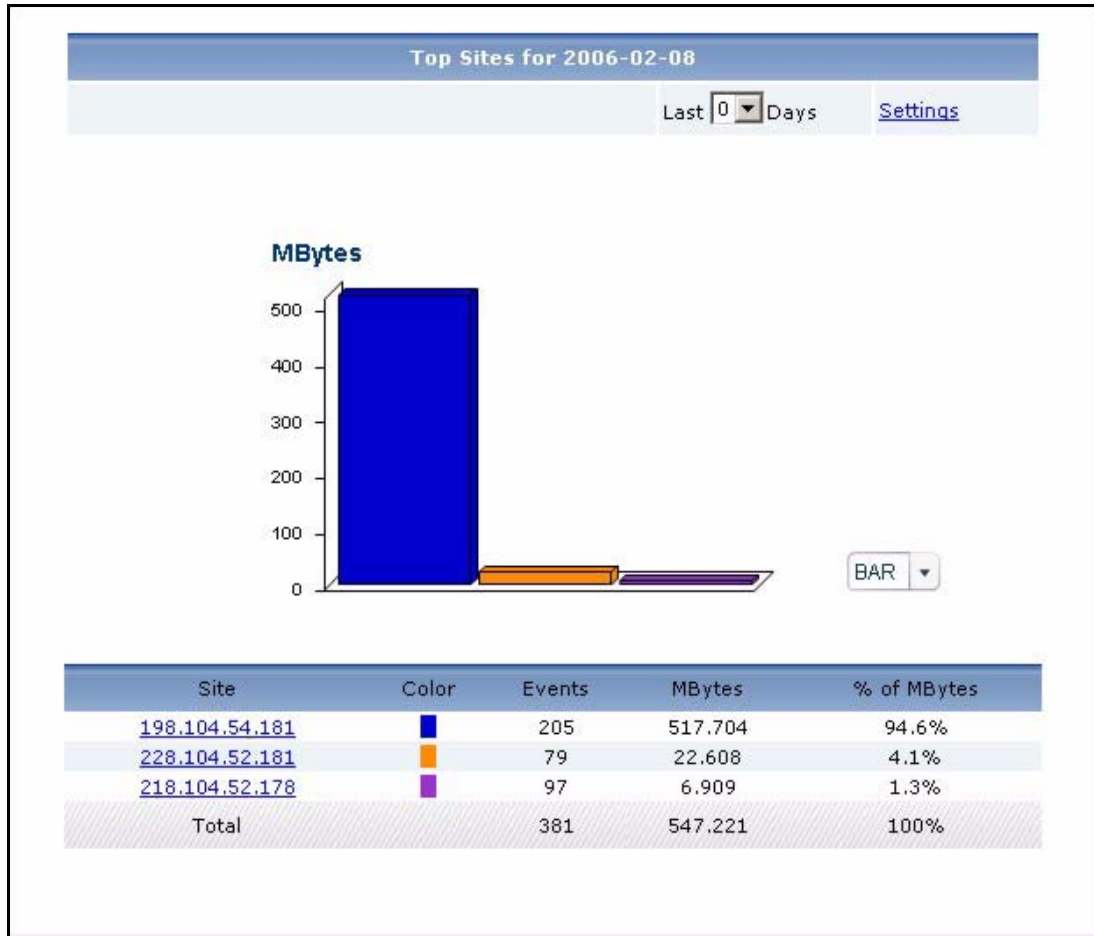 Top Sites for 2006-02-08
Last 0 Days Settings
MBytes
500
400
300
200
100
0
BAR
Site Color Events MBytes % of MBytes
198.104.54.181 205 517.704 94.6%
228.104.52.181 79 22.608 4.1%
218.104.52.178 97 6.909 1.3%
Total 381 547.221 100%